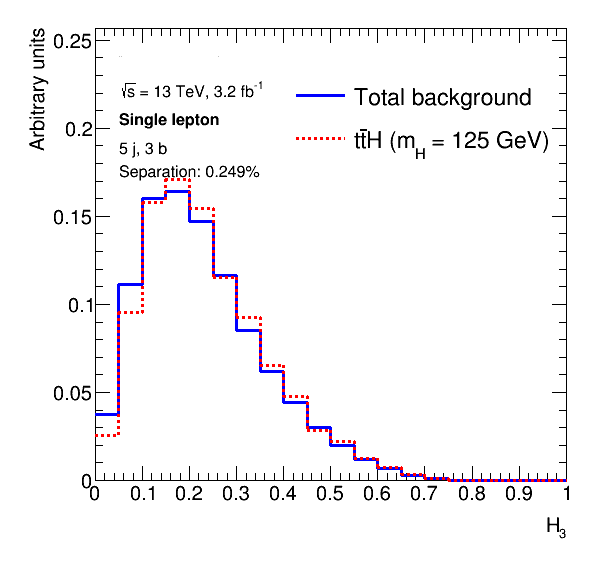 Arbitrary units
0.25
0.2
0.15
0.1
0.05
0
√s = 13 TeV, 3.2 fb⁻¹
Single lepton
5 j, 3 b
Separation: 0.249%
Total background
tt̄H (m_H = 125 GeV)
0 0.1 0.2 0.3 0.4 0.5 0.6 0.7 0.8 0.9 1
H₃